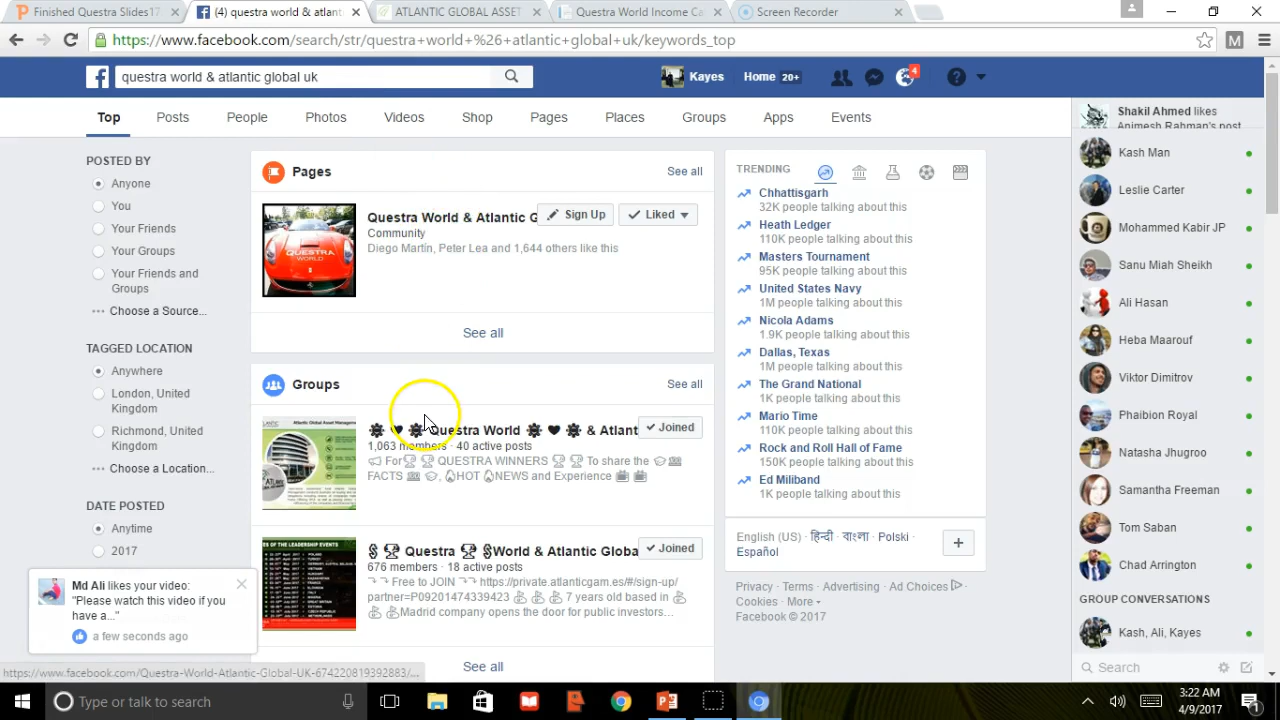 Finished Questra Slides17
(4) questra world & atlant
ATLANTIC GLOBAL ASSET
Questra World Income Ca
Screen Recorder
https://www.facebook.com/search/str/questra+world+%26+atlantic+global+uk/keywords_top
questra world & atlantic global uk
Kayes
Home 20+
4
Top
Posts
People
Photos
Videos
Shop
Pages
Places
Groups
Apps
Events
POSTED BY
Anyone
You
Your Friends
Your Groups
Your Friends and
Groups
Choose a Source...
TAGGED LOCATION
Anywhere
London, United
Kingdom
Richmond, United
Kingdom
Choose a Location...
DATE POSTED
Anytime
2017
Md Ali likes your video:
"Please watch this video if you
have a..."
a few seconds ago
https://www.facebook.com/Questra-World-Atlantic-Global-UK-674220819392883/...
Pages
See all
Questra World & Atlantic G
Sign Up
Liked
Community
Diego Martín, Peter Lea and 1,644 others like this
QUESTRA
WORLD
See all
Groups
See all
Questra World & Atlant
Joined
1,063 members · 40 active posts
For QUESTRA WINNERS To share the
FACTS , HOT NEWS and Experience
Atlantic Global Asset Management
§ Questra §World & Atlantic Globa
Joined
676 members · 18 active posts
Free to JOIN
7 years old based in
Madrid company opens the door for public investors...
See all
TRENDING
Chhattisgarh
32K people talking about this
Heath Ledger
110K people talking about this
Masters Tournament
95K people talking about this
United States Navy
1M people talking about this
Nicola Adams
1.9K people talking about this
Dallas, Texas
1M people talking about this
The Grand National
1K people talking about this
Mario Time
110K people talking about this
Rock and Roll Hall of Fame
150K people talking about this
Ed Miliband
people talking about this
English (US) · हिन्दी · বাংলা · Polski ·
Español
Privacy · Terms · Advertising · Ad Choices
Cookies · More
Facebook © 2017
Shakil Ahmed likes
Animesh Rahman's post
Kash Man
Leslie Carter
Mohammed Kabir JP
Sanu Miah Sheikh
Ali Hasan
Heba Maarouf
Viktor Dimitrov
Phaibion Royal
Natasha Jhugroo
Samantha Freeman
Tom Saban
Chad Arrington
GROUP CONVERSATIONS
Kash, Ali, Kayes
Search
Type or talk to search
3:22 AM
4/9/2017
1